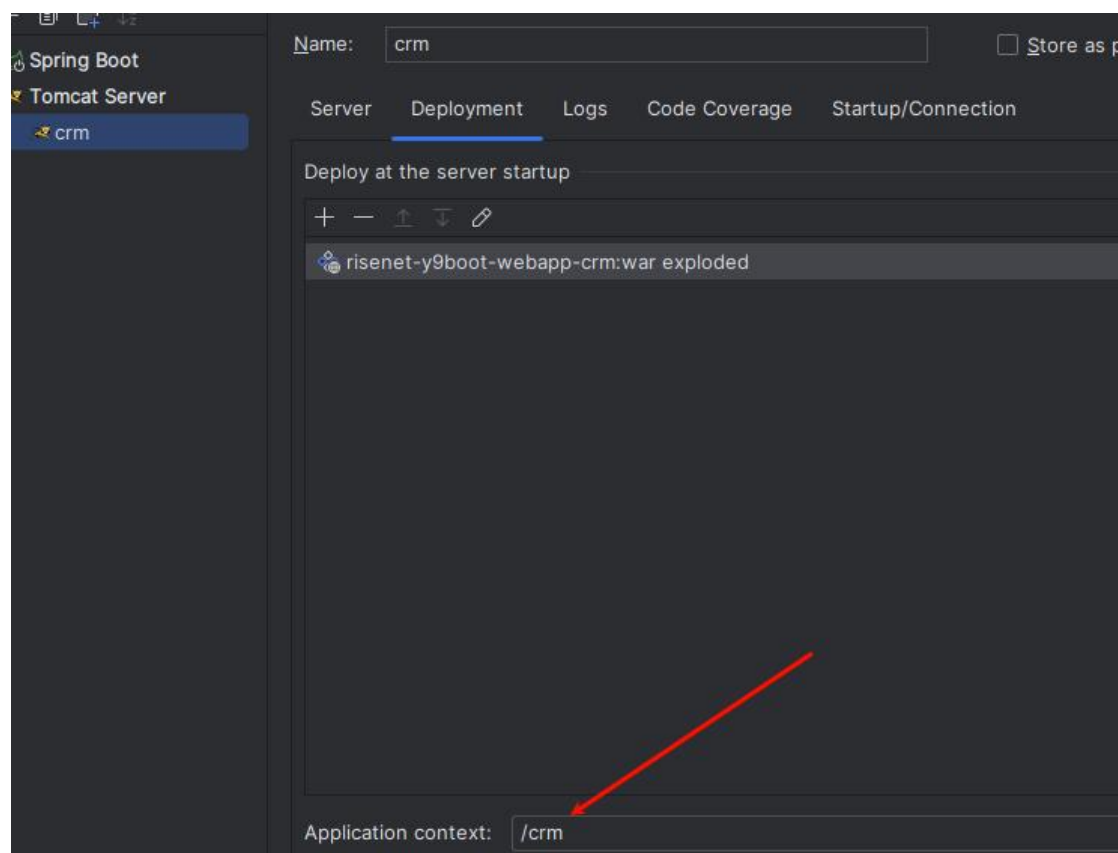 Name: crm
Store as p
Spring Boot
Tomcat Server
crm
Server Deployment Logs Code Coverage Startup/Connection
Deploy at the server startup
risenet-y9boot-webapp-crm:war exploded
Application context: /crm